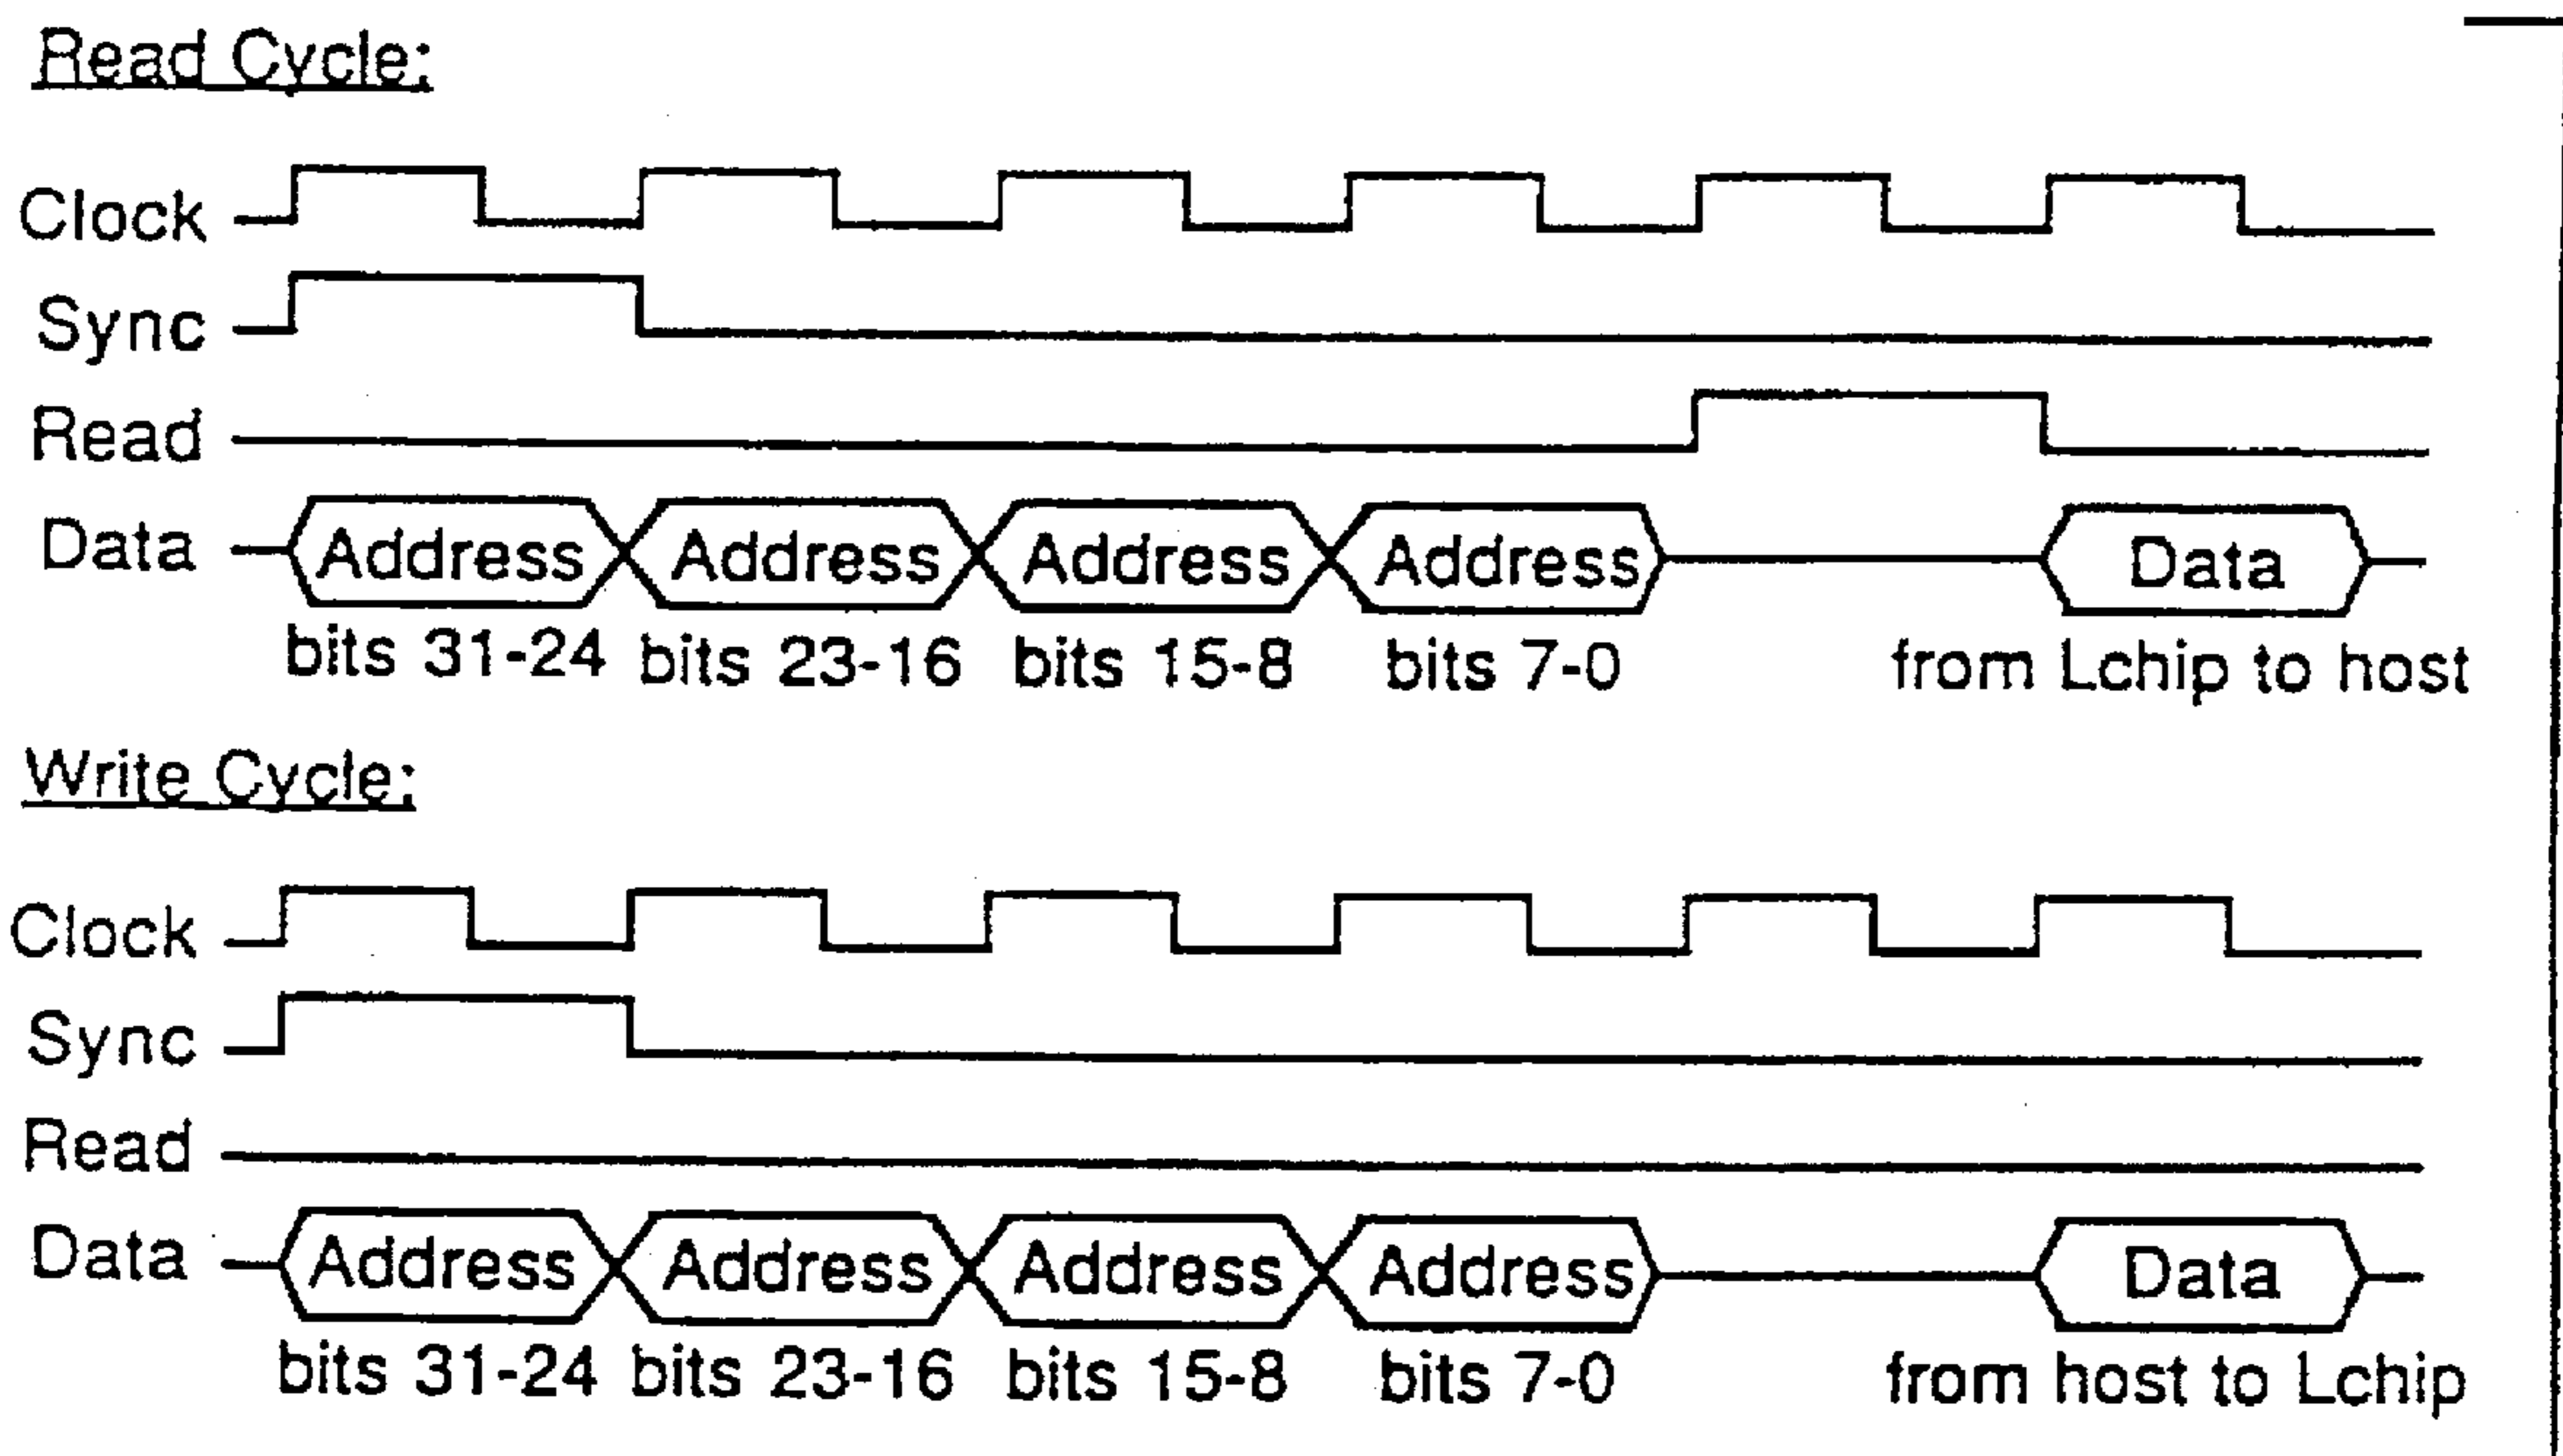 Read Cycle:
Clock
Sync
Read
Data Address Address Address Address Data
bits 31-24 bits 23-16 bits 15-8 bits 7-0 from Lchip to host
Write Cycle:
Clock
Sync
Read
Data Address Address Address Address Data
bits 31-24 bits 23-16 bits 15-8 bits 7-0 from host to Lchip